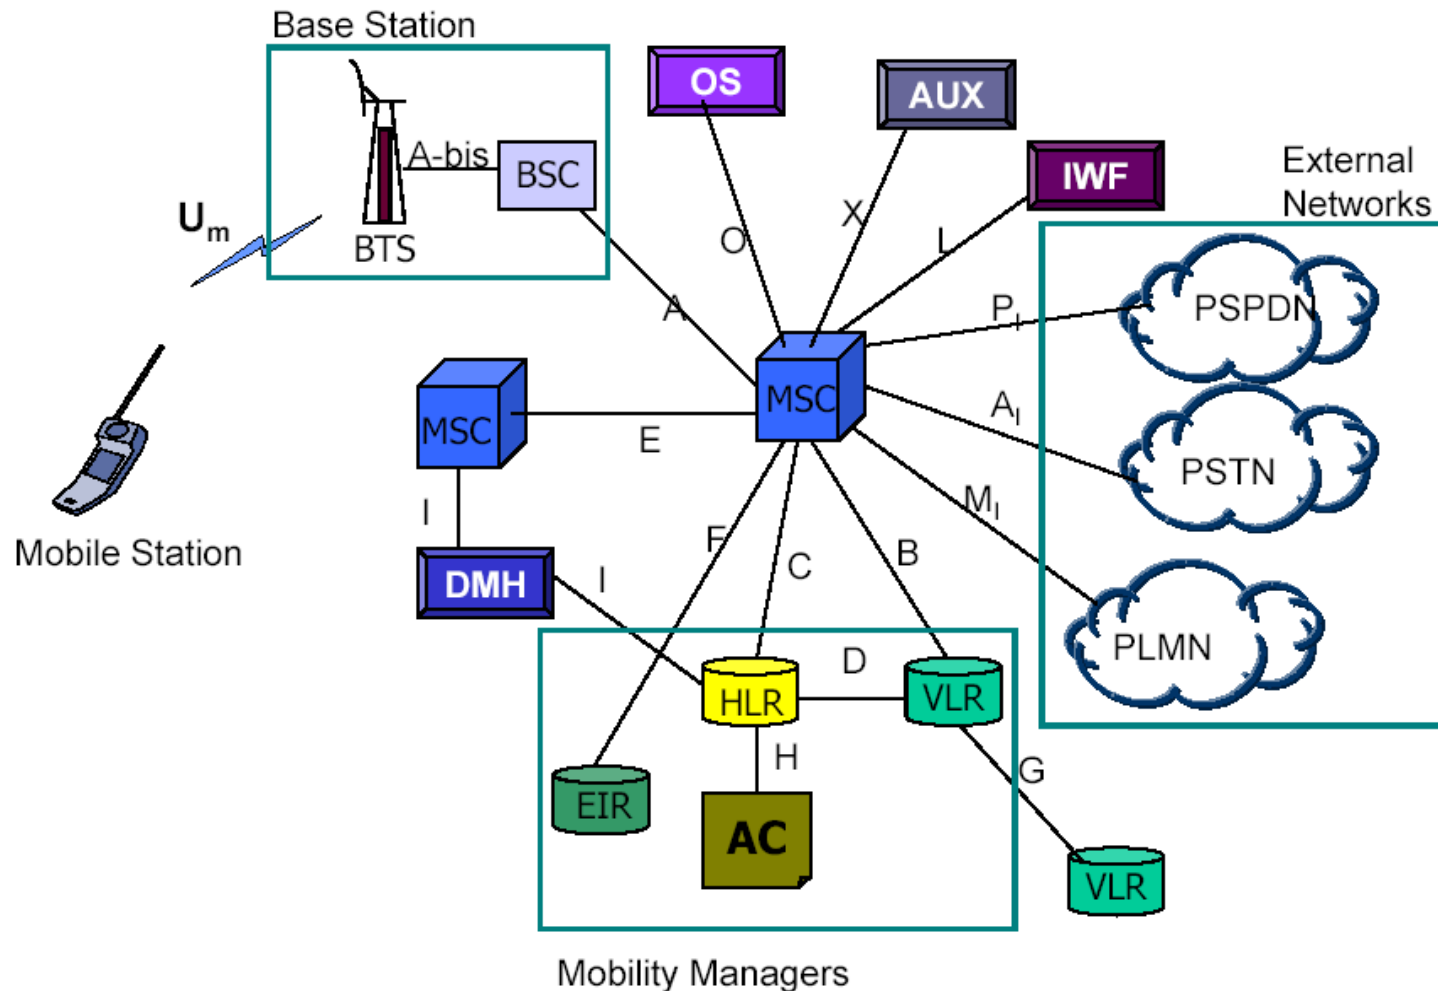 Base Station
OS
AUX
A-bis
BSC
IWF
External
Networks
Um
BTS
O
X
L
A
PI
PSPDN
MSC
MSC
E
AI
PSTN
MI
I
F
C
B
Mobile Station
DMH
I
PLMN
D
HLR
VLR
H
G
EIR
AC
VLR
Mobility Managers